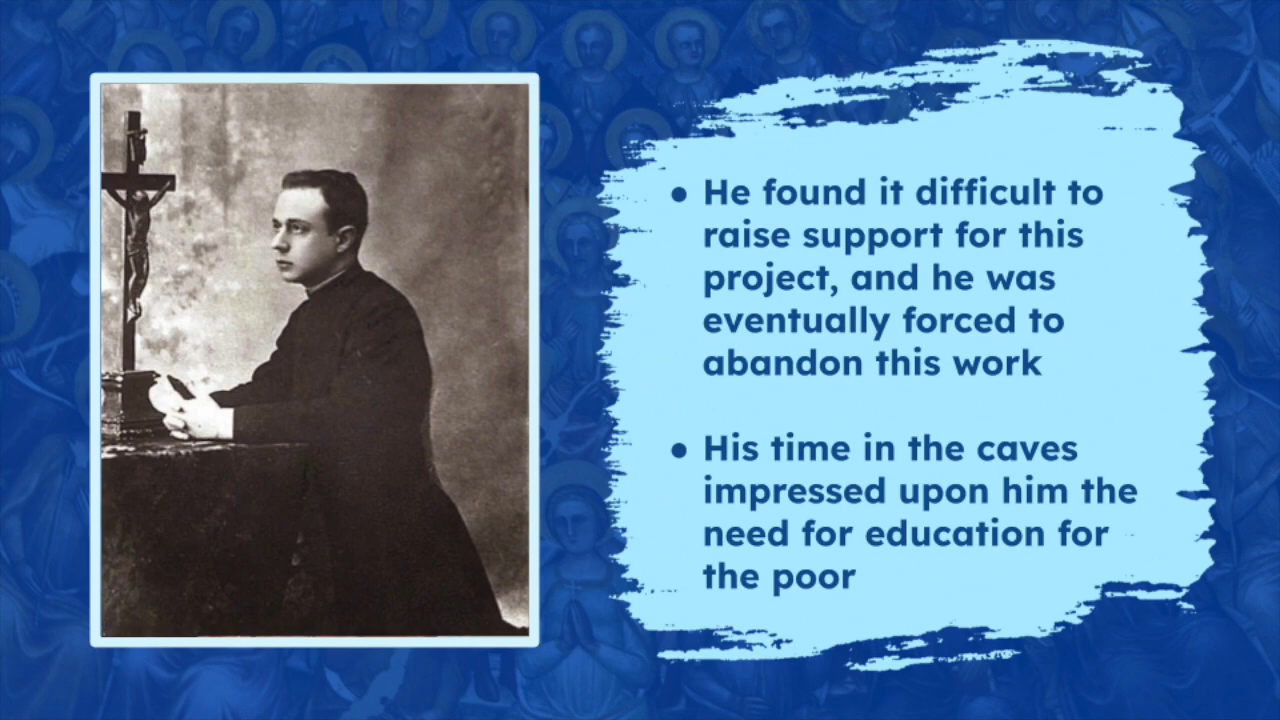 • He found it difficult to
raise support for this
project, and he was
eventually forced to
abandon this work
• His time in the caves
impressed upon him the
need for education for
the poor